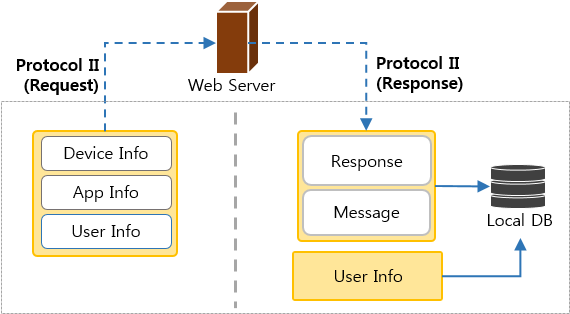 Protocol II
(Request)
Web Server
Protocol II
(Response)
Device Info
App Info
User Info
Response
Message
Local DB
User Info